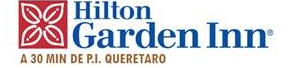 Hilton
Garden Inn®
A 30 MIN DE P.I. QUERETARO